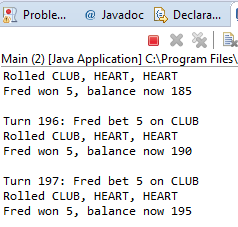 Proble... @ Javadoc Declara...
Main (2) [Java Application] C:\Program Files\
Rolled CLUB, HEART, HEART
Fred won 5, balance now 185
Turn 196: Fred bet 5 on CLUB
Rolled CLUB, HEART, HEART
Fred won 5, balance now 190
Turn 197: Fred bet 5 on CLUB
Rolled CLUB, HEART, HEART
Fred won 5, balance now 195